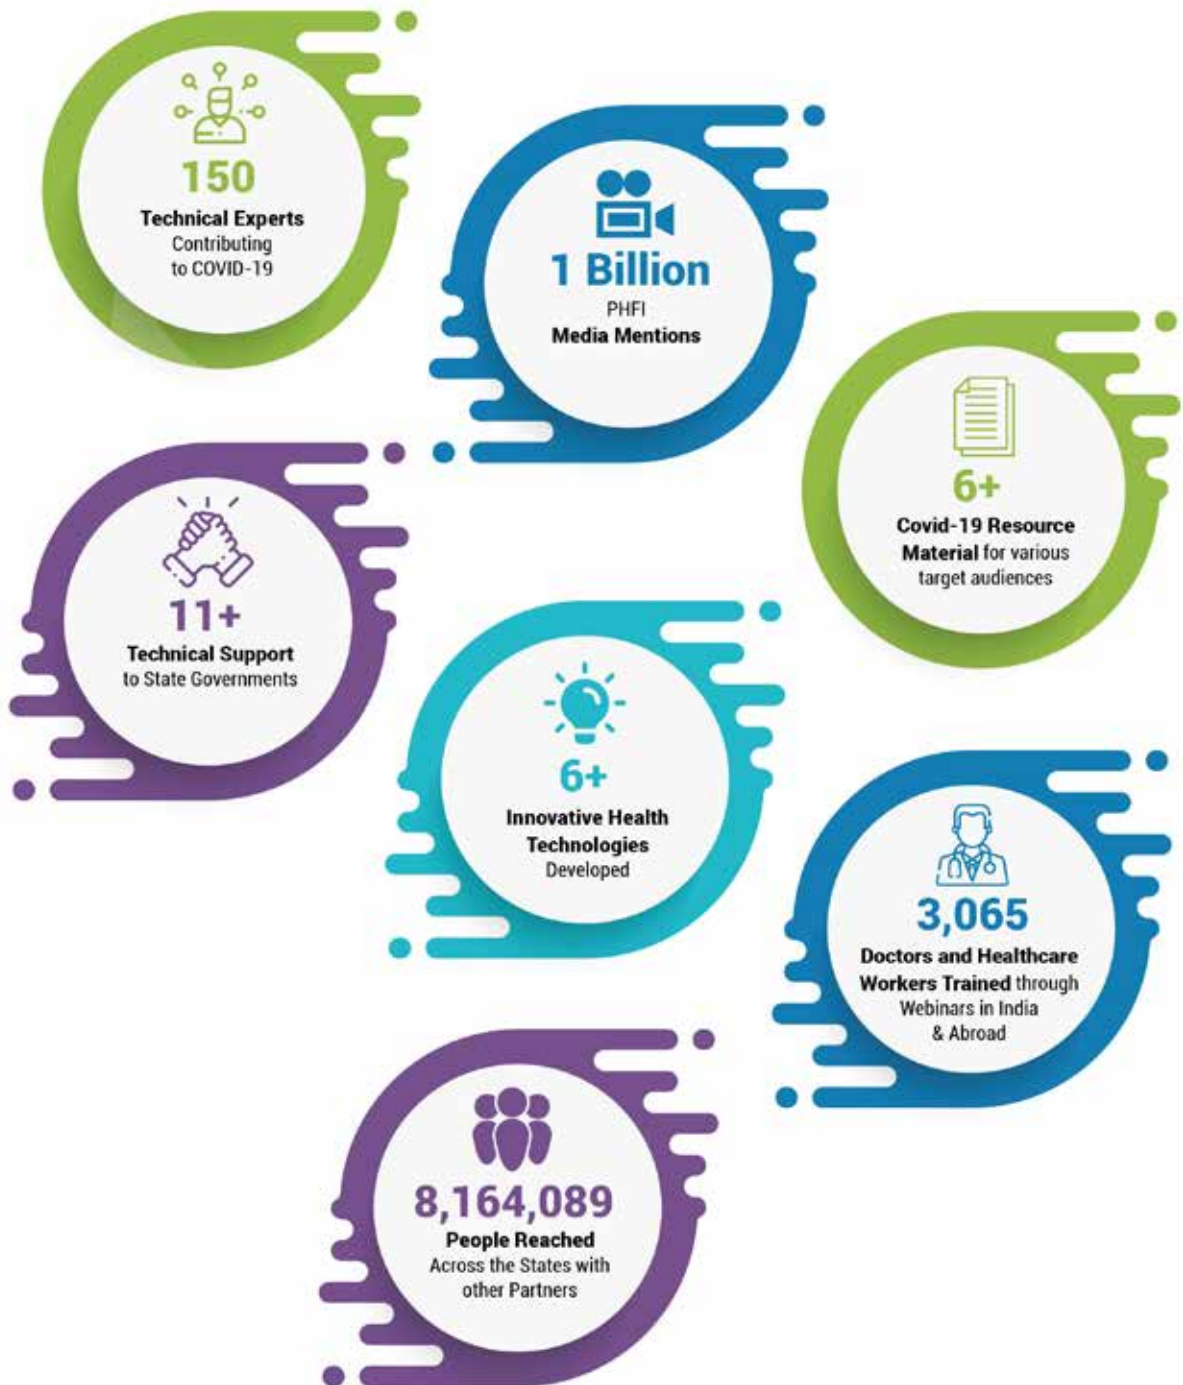 150
Technical Experts
Contributing
to COVID-19
1 Billion
PHFI
Media Mentions
6+
Covid-19 Resource
Material for various
target audiences
11+
Technical Support
to State Governments
6+
Innovative Health
Technologies
Developed
3,065
Doctors and Healthcare
Workers Trained through
Webinars in India
& Abroad
8,164,089
People Reached
Across the States with
other Partners